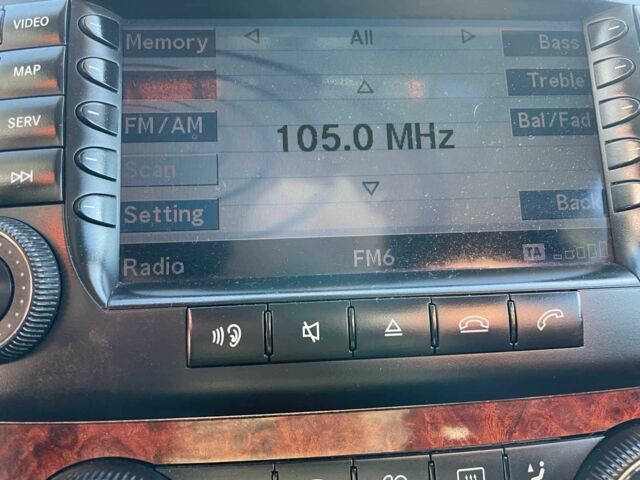 VIDEO
MAP
SERV
Memory All Bass
Treble
FM/AM 105.0 MHz Bal/Fad
Scan
Setting Back
Radio FM6 TA